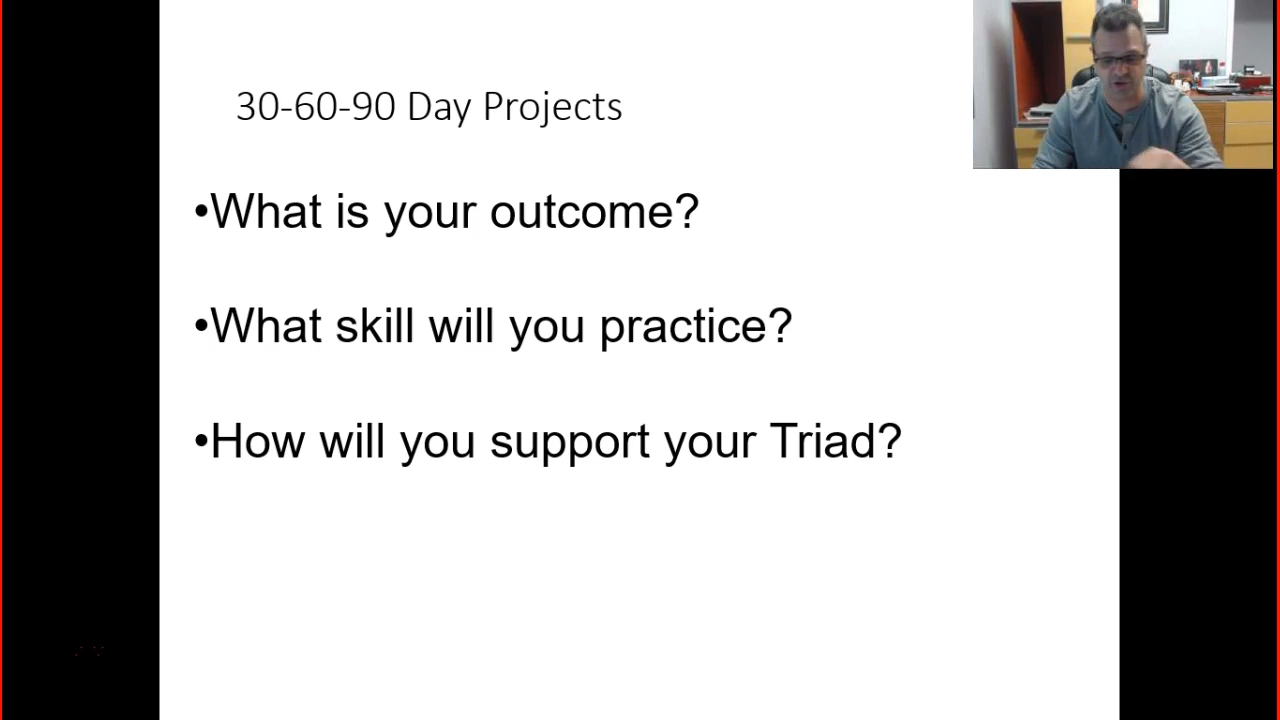 30-60-90 Day Projects
•What is your outcome?
•What skill will you practice?
•How will you support your Triad?